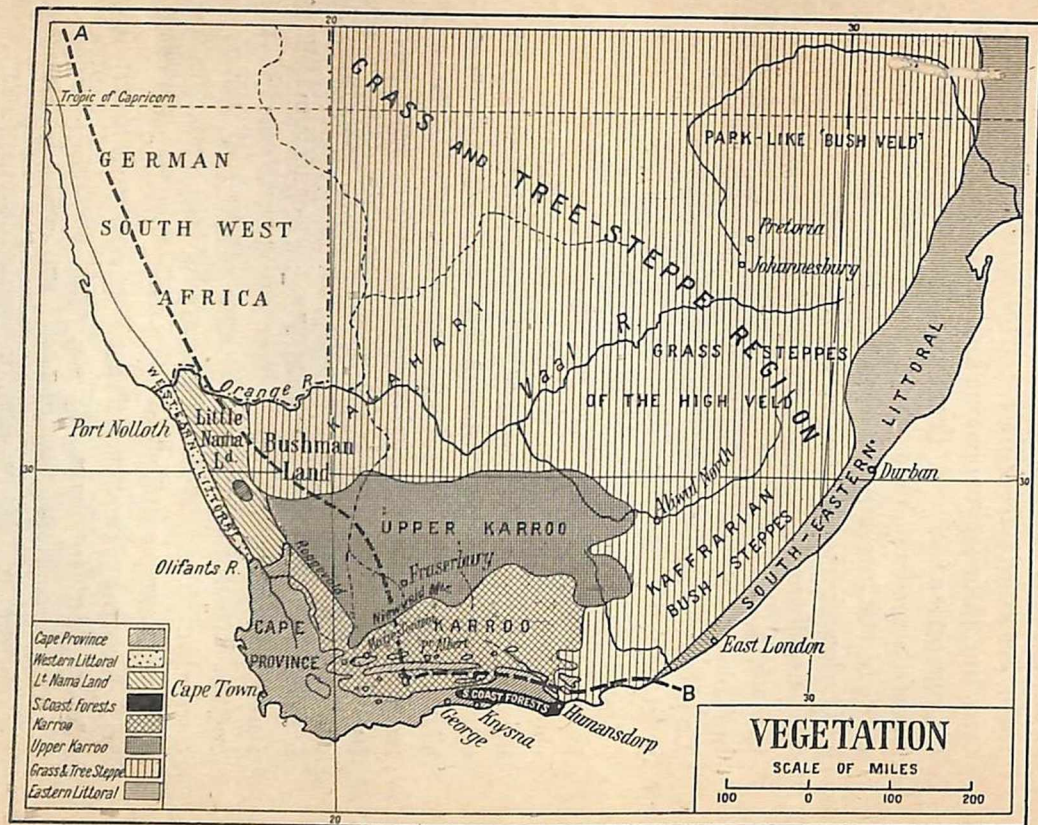 20
30
A
Tropic of Capricorn
GERMAN
SOUTH WEST
AFRICA
GRASS AND TREE-STEPPE REGION
PARK-LIKE 'BUSH VELD'
Pretoria
Johannesburg
KALAHARI
Vaal R.
GRASS STEPPES
OF THE HIGH VELD
Orange R.
WESTERN LITTORAL
Port Nolloth
Little
Nama
Ld
Bushman
Land
30
30
Durban
SOUTH-EASTERN LITTORAL
Aliwal North
KAFFRARIAN
BUSH-STEPPES
UPPER KARROO
Olifants R.
Roggeveld
Fraserburg
Nieuveld Mts.
KARROO
Pr. Albert
CAPE
PROVINCE
East London
Cape Town
S. COAST FORESTS
B
George
Knysna
Humansdorp
30
20
Cape Province
Western Littoral
Lt Nama Land
S. Coast Forests
Karroo
Upper Karroo
Grass & Tree Steppe
Eastern Littoral
VEGETATION
SCALE OF MILES
100 0 100 200